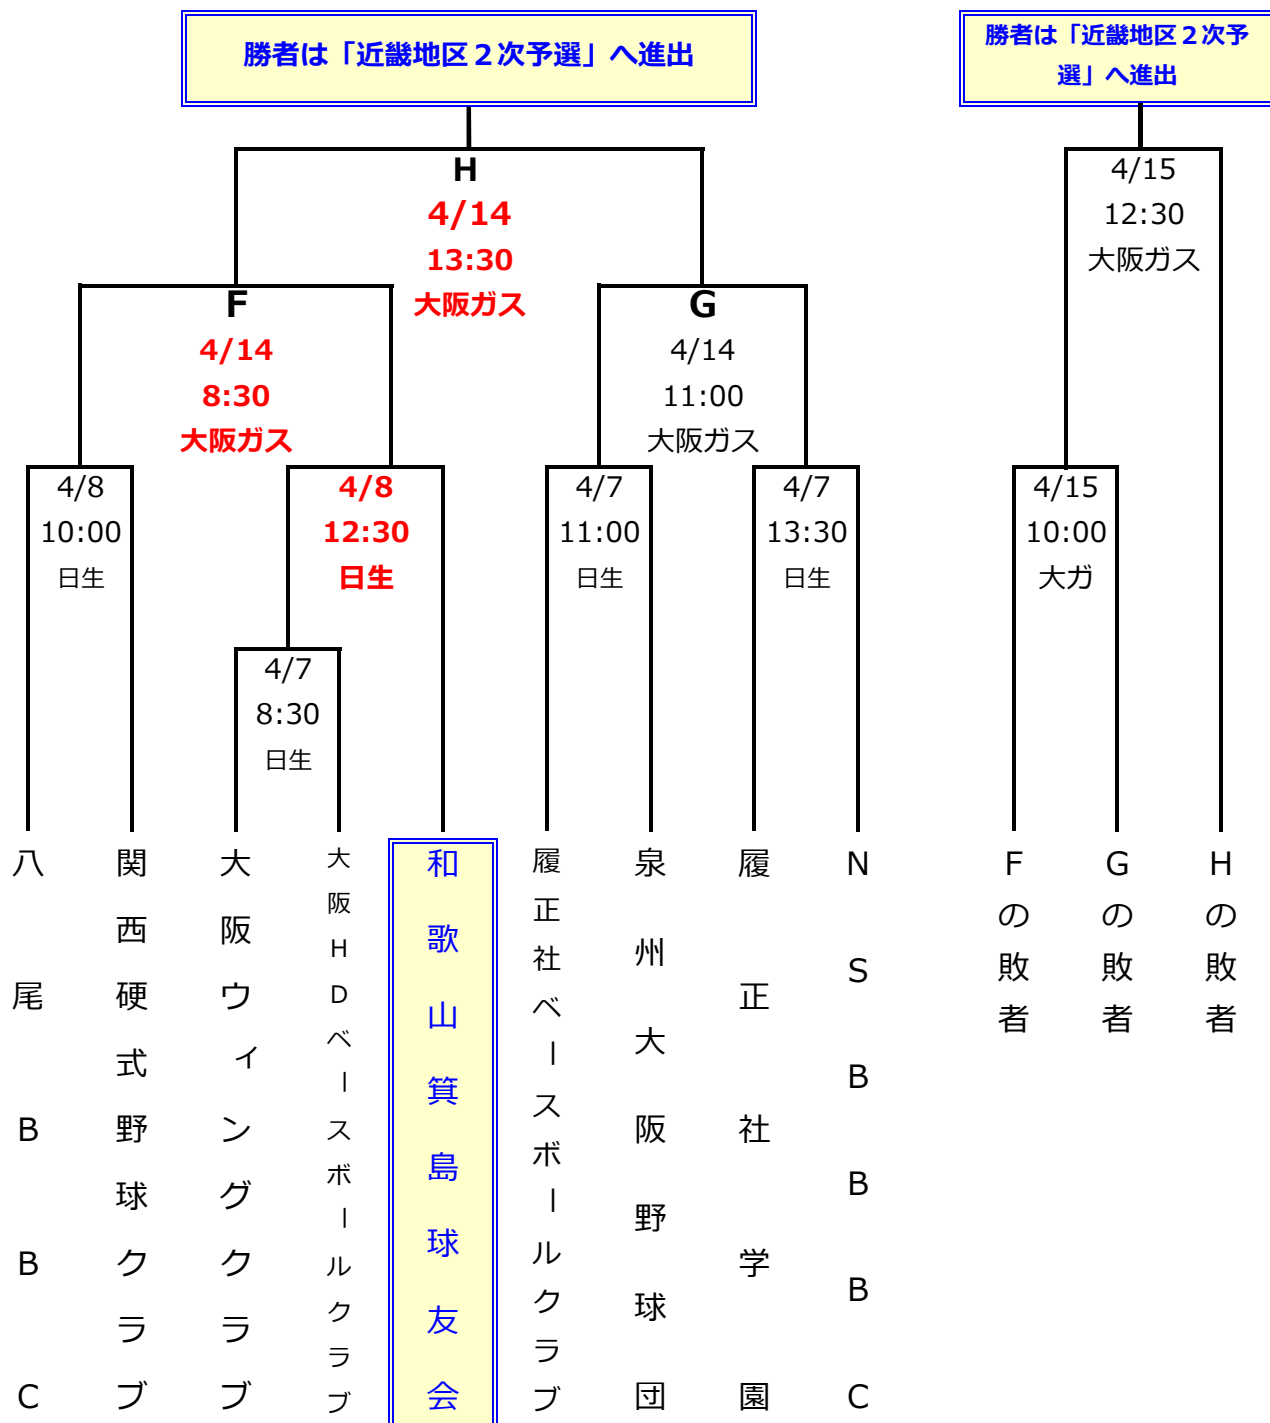 勝者は「近畿地区２次予選」へ進出
勝者は「近畿地区２次予
選」へ進出
H
4/14
13:30
大阪ガス
F
4/14
8:30
大阪ガス
G
4/14
11:00
大阪ガス
4/15
12:30
大阪ガス
4/8
10:00
日生
4/8
12:30
日生
4/7
11:00
日生
4/7
13:30
日生
4/15
10:00
大ガ
4/7
8:30
日生
八尾BBC
関西硬式野球クラブ
大阪ウィングクラブ
大阪HDベースボールクラブ
和歌山箕島球友会
履正社ベースボールクラブ
泉州大阪野球団
履正社学園
NSBBBC
Fの敗者
Gの敗者
Hの敗者